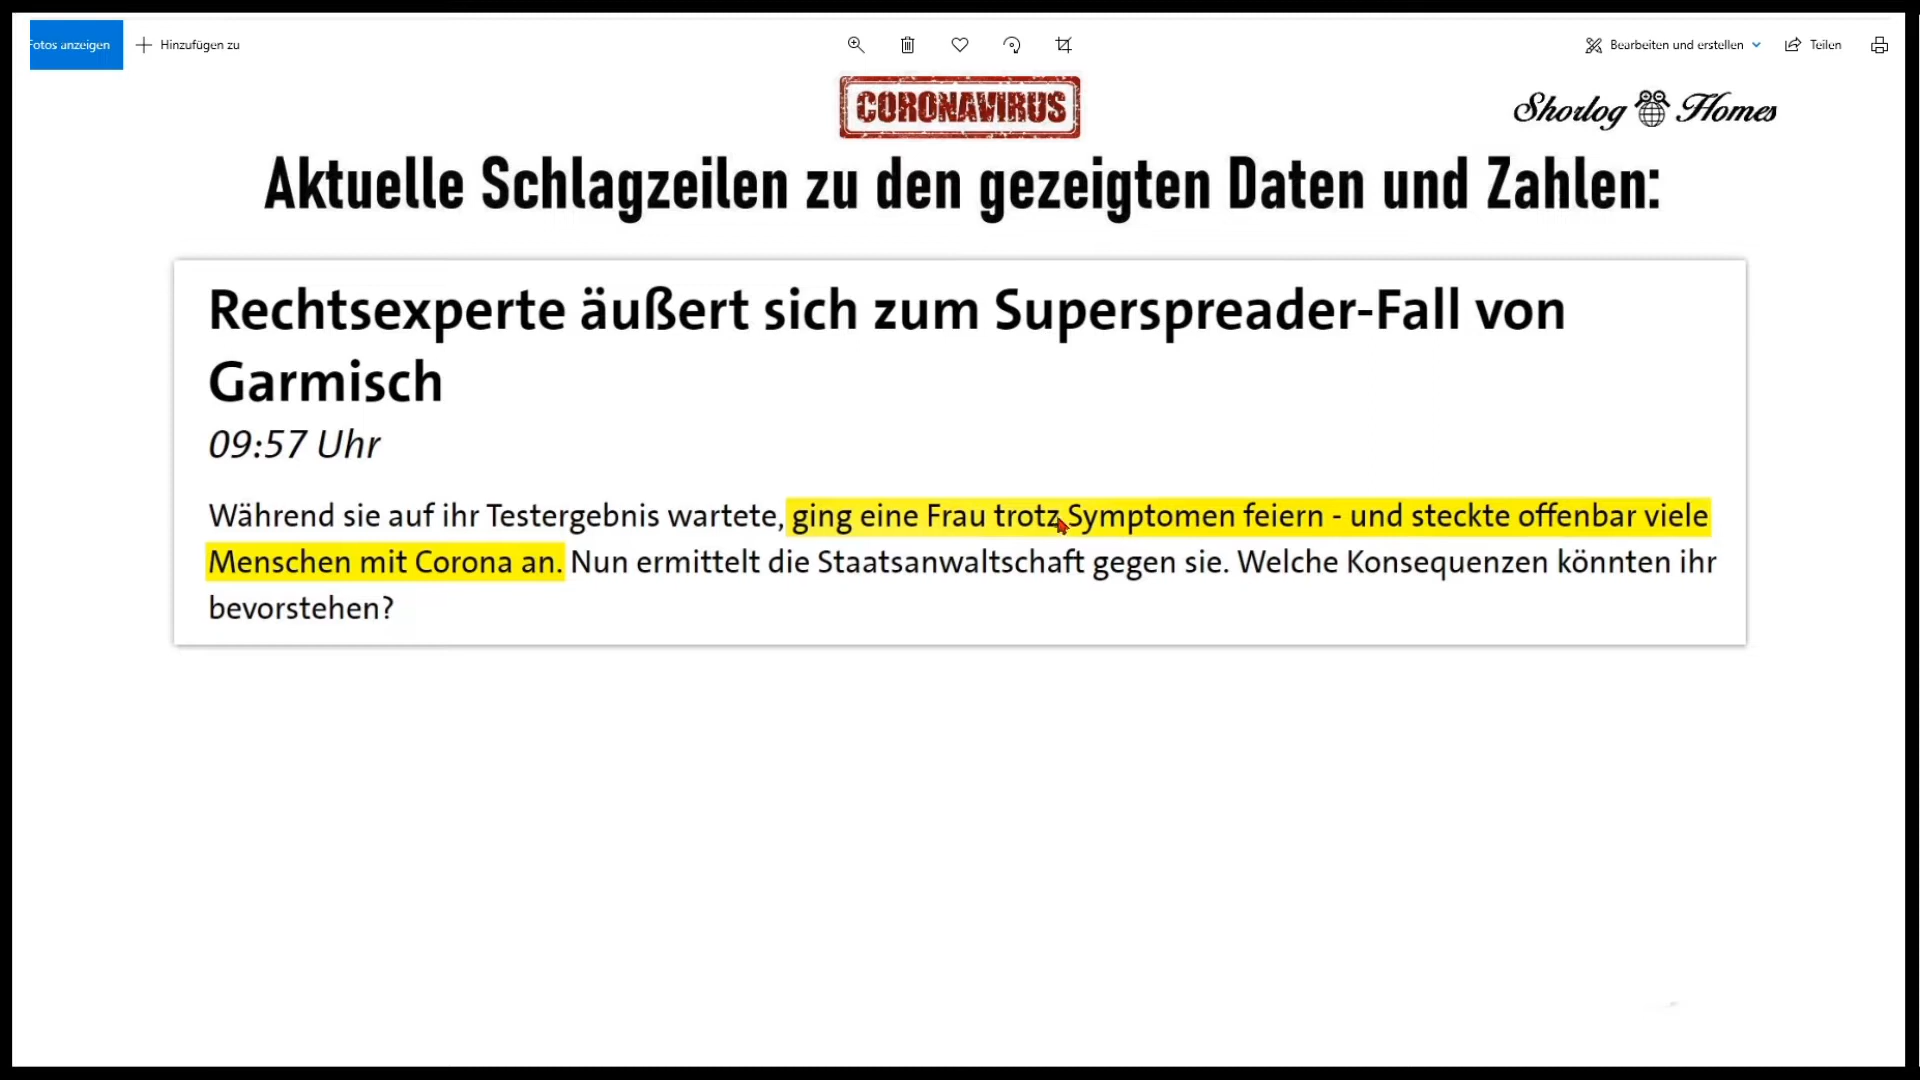 Fotos anzeigen
Hinzufügen zu
Bearbeiten und erstellen
Teilen
CORONAVIRUS
Shorlog Homes
Aktuelle Schlagzeilen zu den gezeigten Daten und Zahlen:
Rechtsexperte äußert sich zum Superspreader-Fall von
Garmisch
09:57 Uhr
Während sie auf ihr Testergebnis wartete, ging eine Frau trotz Symptomen feiern - und steckte offenbar viele
Menschen mit Corona an. Nun ermittelt die Staatsanwaltschaft gegen sie. Welche Konsequenzen könnten ihr
bevorstehen?